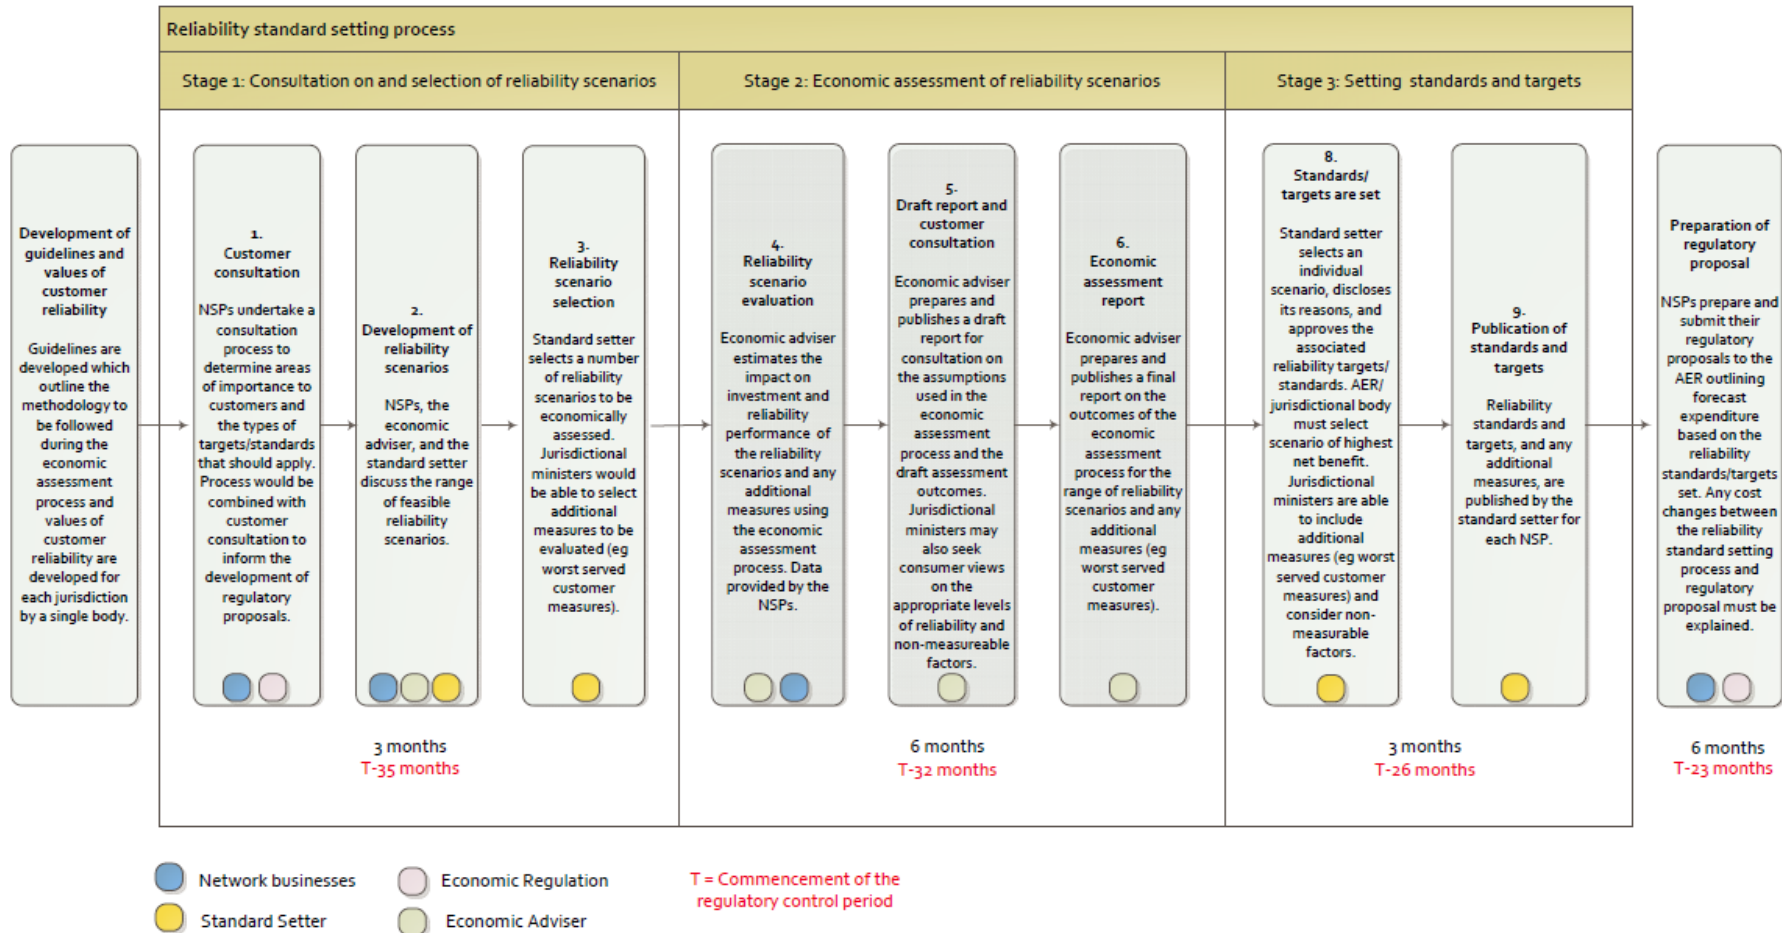 Reliability standard setting process
Stage 1: Consultation on and selection of reliability scenarios
Stage 2: Economic assessment of reliability scenarios
Stage 3: Setting standards and targets
Development of
guidelines and
values of
customer
reliability
Guidelines are
developed which
outline the
methodology to
be followed
during the
economic
assessment
process and
values of
customer
reliability are
developed for
each jurisdiction
by a single body.
1.
Customer
consultation
NSPs undertake a
consultation
process to
determine areas
of importance to
customers and
the types of
targets/standards
that should apply.
Process would be
combined with
customer
consultation to
inform the
development of
regulatory
proposals.
2.
Development of
reliability
scenarios
NSPs, the
economic
adviser, and the
standard setter
discuss the range
of feasible
reliability
scenarios.
3.
Reliability
scenario
selection
Standard setter
selects a number
of reliability
scenarios to be
economically
assessed.
Jurisdictional
ministers would
be able to select
additional
measures to be
evaluated (eg
worst served
customer
measures).
3 months
T-35 months
4.
Reliability
scenario
evaluation
Economic adviser
estimates the
impact on
investment and
reliability
performance of
the reliability
scenarios and any
additional
measures using
the economic
assessment
process. Data
provided by the
NSPs.
5.
Draft report and
customer
consultation
Economic adviser
prepares and
publishes a draft
report for
consultation on
the assumptions
used in the
economic
assessment
process and the
draft assessment
outcomes.
Jurisdictional
ministers may
also seek
consumer views
on the
appropriate levels
of reliability and
non-measureable
factors.
6.
Economic
assessment
report
Economic adviser
prepares and
publishes a final
report on the
outcomes of the
economic
assessment
process for the
range of reliability
scenarios and any
additional
measures (eg
worst served
customer
measures).
6 months
T-32 months
8.
Standards/
targets are set
Standard setter
selects an
individual
scenario, discloses
its reasons, and
approves the
associated
reliability targets/
standards. AER/
jurisdictional body
must select
scenario of highest
net benefit.
Jurisdictional
ministers are able
to include
additional
measures (eg worst
served customer
measures) and
consider non-
measurable
factors.
9.
Publication of
standards and
targets
Reliability
standards and
targets, and any
additional
measures, are
published by the
standard setter for
each NSP.
3 months
T-26 months
Preparation of
regulatory
proposal
NSPs prepare and
submit their
regulatory
proposals to the
AER outlining
forecast
expenditure
based on the
reliability
standards/targets
set. Any cost
changes between
the reliability
standard setting
process and
regulatory
proposal must be
explained.
6 months
T-23 months
Network businesses
Economic Regulation
Standard Setter
Economic Adviser
T = Commencement of the
regulatory control period